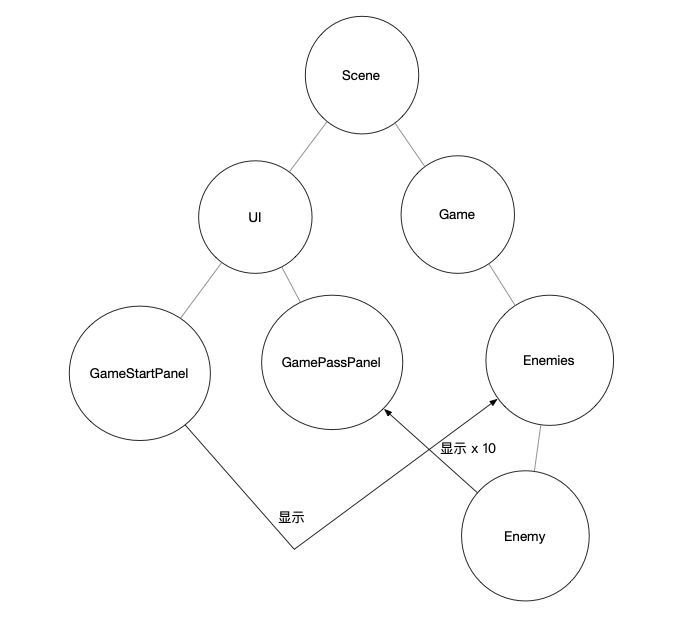 Scene
UI
Game
GameStartPanel
GamePassPanel
Enemies
显示 x 10
显示
Enemy